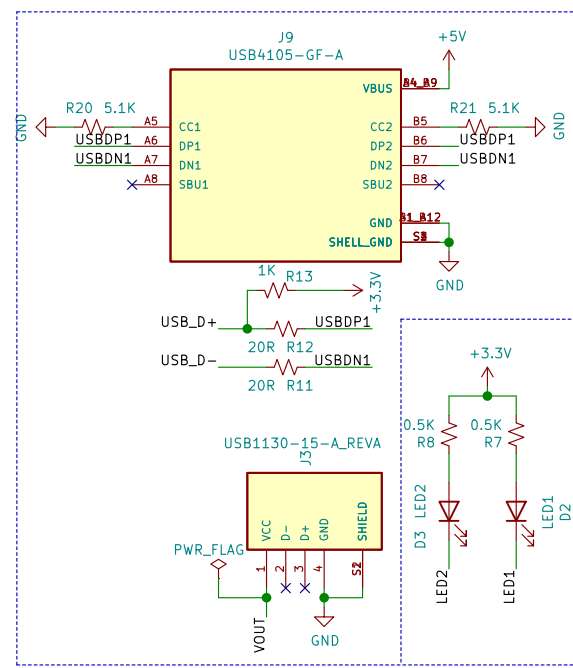 J9
USB4105-GF-A
+5V
VBUS
R20 5.1K
A5
CC1
CC2
B5
R21 5.1K
GND
GND
USBDP1
A6
DP1
DP2
B6
USBDP1
USBDN1
A7
DN1
DN2
B7
USBDN1
A8
SBU1
SBU2
B8
GND
SHELL_GND
GND
1K
R13
+3.3V
USB_D+
USBDP1
20R R12
USB_D-
USBDN1
20R R11
+3.3V
0.5K
R8
0.5K
R7
LED2
D3
LED1
D2
LED2
LED1
USB1130-15-A_REVA
J3
VCC
D-
D+
GND
SHIELD
PWR_FLAG
1
2
3
4
VOUT
GND